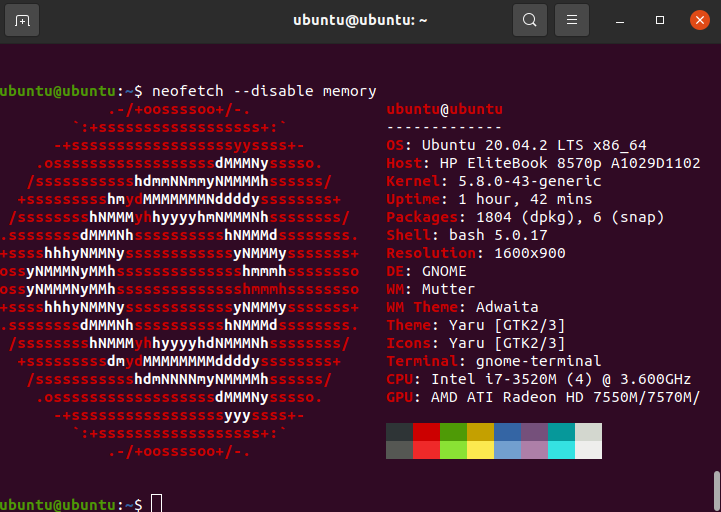 ubuntu@ubuntu: ~
ubuntu@ubuntu:~$ neofetch --disable memory
.-/+oossssoo+/-. ubuntu@ubuntu
`:+ssssssssssssssssss+:` -------------
-+ssssssssssssssssssyyssss+- OS: Ubuntu 20.04.2 LTS x86_64
.ossssssssssssssssssdMMMNysssso. Host: HP EliteBook 8570p A1029D1102
/ssssssssssshdmmNNmmyNMMMMhssssss/ Kernel: 5.8.0-43-generic
+ssssssssshmydMMMMMMMNddddyssssssss+ Uptime: 1 hour, 42 mins
/sssssssshNMMMyhhyyyyhmNMMMNhssssssss/ Packages: 1804 (dpkg), 6 (snap)
.ssssssssdMMMNhsssssssssshNMMMdssssssss. Shell: bash 5.0.17
+sssshhhyNMMNyssssssssssssyNMMMysssssss+ Resolution: 1600x900
ossyNMMMNyMMhsssssssssssssshmmmhssssssso DE: GNOME
ossyNMMMNyMMhsssssssssssssshmmmhssssssso WM: Mutter
+sssshhhyNMMNyssssssssssssyNMMMysssssss+ WM Theme: Adwaita
.ssssssssdMMMNhsssssssssshNMMMdssssssss. Theme: Yaru [GTK2/3]
/sssssssshNMMMyhhyyyyhdNMMMNhssssssss/ Icons: Yaru [GTK2/3]
+sssssssssdmydMMMMMMMMddddyssssssss+ Terminal: gnome-terminal
/ssssssssssshdmNNNNmyNMMMMhssssss/ CPU: Intel i7-3520M (4) @ 3.600GHz
.ossssssssssssssssssdMMMNysssso. GPU: AMD ATI Radeon HD 7550M/7570M/
-+sssssssssssssssssyyyssss+-
`:+ssssssssssssssssss+:`
.-/+oossssoo+/-.
ubuntu@ubuntu:~$